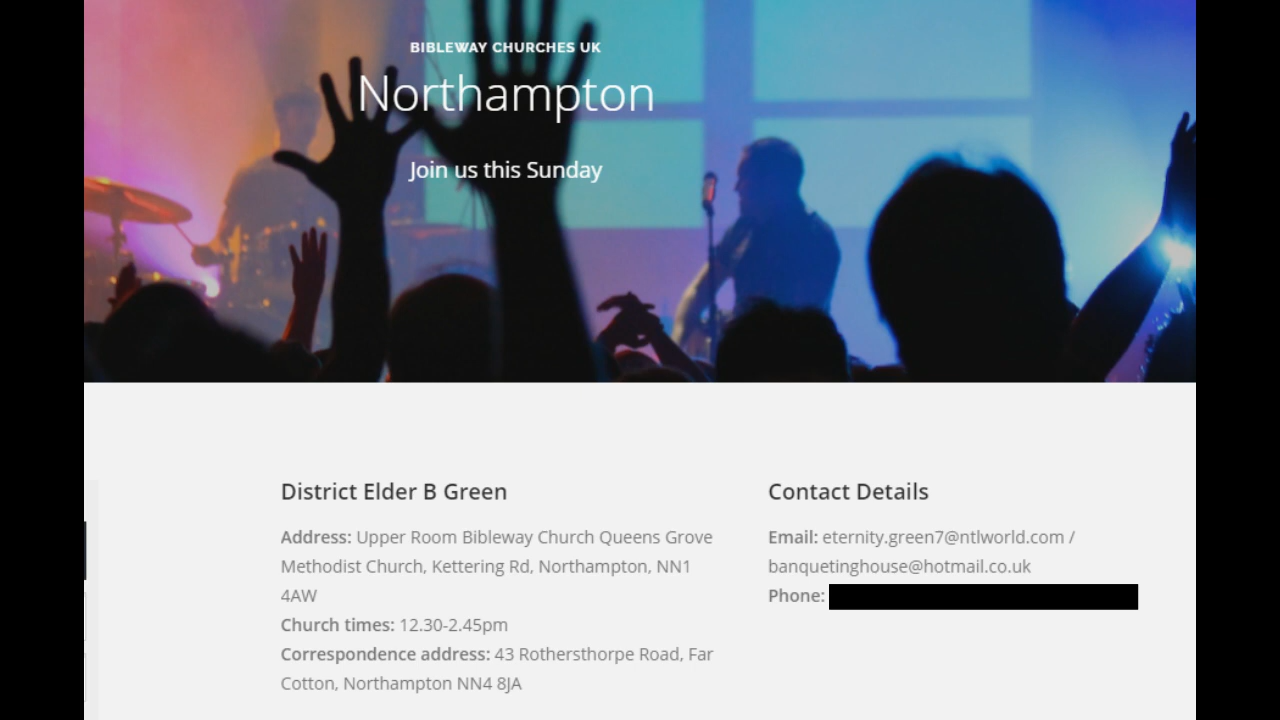 BIBLEWAY CHURCHES UK
Northampton
Join us this Sunday
District Elder B Green
Address: Upper Room Bibleway Church Queens Grove
Methodist Church, Kettering Rd, Northampton, NN1
4AW
Church times: 12.30-2.45pm
Correspondence address: 43 Rothersthorpe Road, Far
Cotton, Northampton NN4 8JA
Contact Details
Email: eternity.green7@ntlworld.com /
banquetinghouse@hotmail.co.uk
Phone: